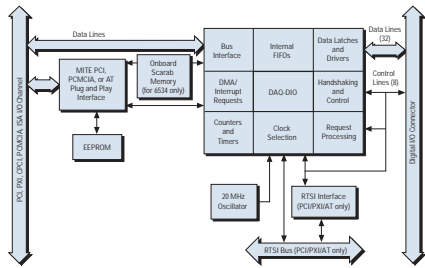 PCI, PXI, CPCI, PCMCIA, ISA I/O Channel
Data Lines
MITE PCI,
PCMCIA, or AT
Plug and Play
Interface
Onboard
Scarab
Memory
(for 6534 only)
EEPROM
Bus
Interface
Internal
FIFOs
Data Latches
and
Drivers
DMA/
Interrupt
Requests
DAQ-DIO
Handshaking
and
Control
Counters
and
Timers
Clock
Selection
Request
Processing
Data Lines
(32)
Control
Lines (8)
Digital I/O Connector
20 MHz
Oscillator
RTSI Interface
(PCI/PXI/AT only)
RTSI Bus (PCI/PXI/AT only)